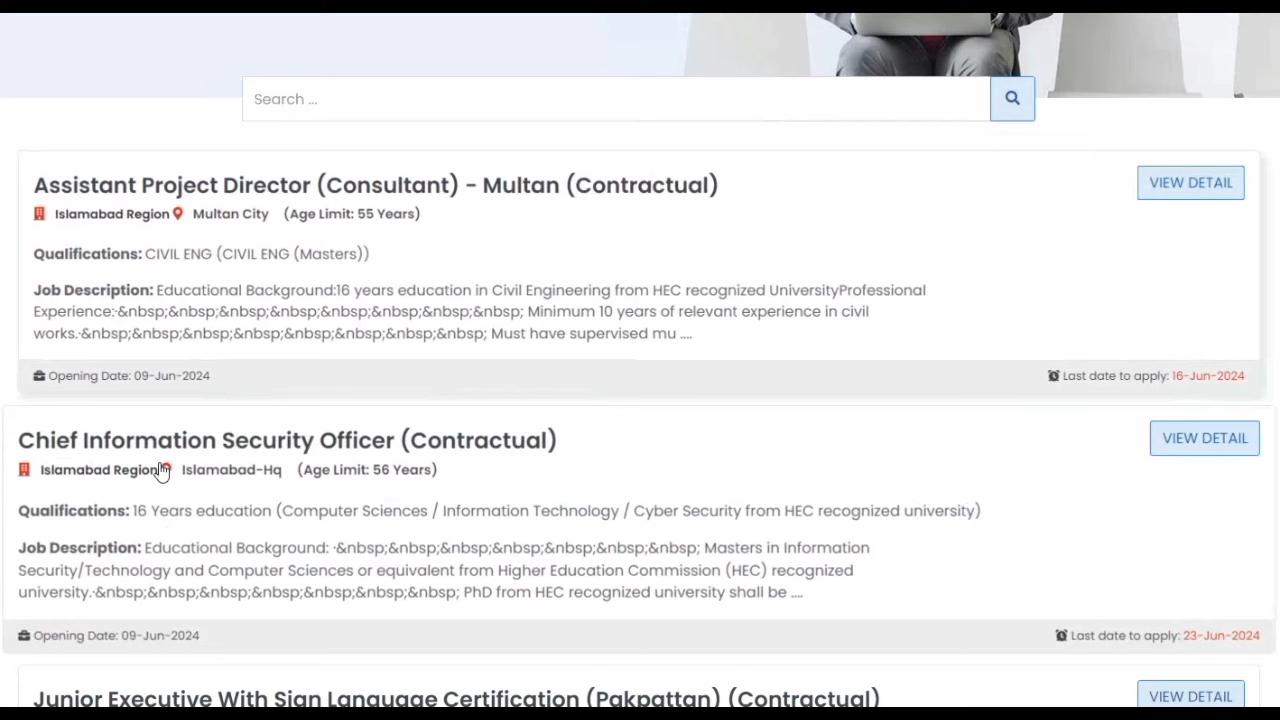 Search ...
Assistant Project Director (Consultant) - Multan (Contractual)
VIEW DETAIL
Islamabad Region Multan City (Age Limit: 55 Years)
Qualifications: CIVIL ENG (CIVIL ENG (Masters))
Job Description: Educational Background:16 years education in Civil Engineering from HEC recognized UniversityProfessional
Experience:·&nbsp;&nbsp;&nbsp;&nbsp;&nbsp;&nbsp;&nbsp;&nbsp; Minimum 10 years of relevant experience in civil
works.·&nbsp;&nbsp;&nbsp;&nbsp;&nbsp;&nbsp;&nbsp;&nbsp; Must have supervised mu ....
Opening Date: 09-Jun-2024
Last date to apply: 16-Jun-2024
Chief Information Security Officer (Contractual)
VIEW DETAIL
Islamabad Region Islamabad-Hq (Age Limit: 56 Years)
Qualifications: 16 Years education (Computer Sciences / Information Technology / Cyber Security from HEC recognized university)
Job Description: Educational Background: ·&nbsp;&nbsp;&nbsp;&nbsp;&nbsp;&nbsp;&nbsp; Masters in Information
Security/Technology and Computer Sciences or equivalent from Higher Education Commission (HEC) recognized
university.·&nbsp;&nbsp;&nbsp;&nbsp;&nbsp;&nbsp;&nbsp; PhD from HEC recognized university shall be ....
Opening Date: 09-Jun-2024
Last date to apply: 23-Jun-2024
Junior Executive With Sign Language Certification (Pakpattan) (Contractual)
VIEW DETAIL